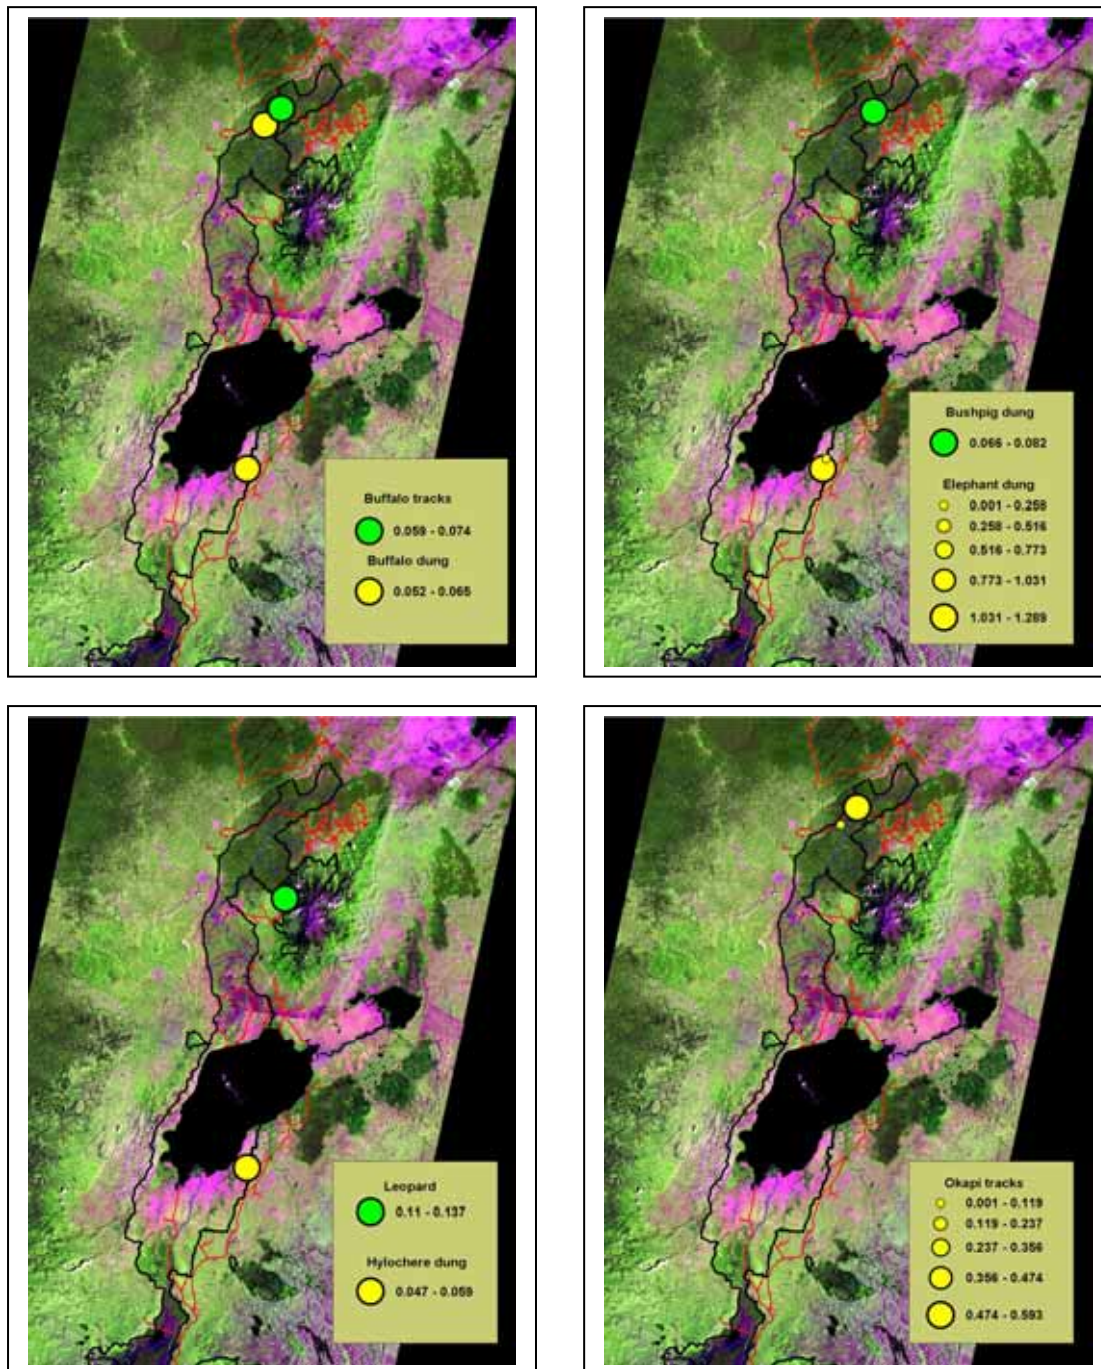 Buffalo tracks
0.059 - 0.074
Buffalo dung
0.052 - 0.065
Bushpig dung
0.066 - 0.082
Elephant dung
0.001 - 0.258
0.258 - 0.516
0.516 - 0.773
0.773 - 1.031
1.031 - 1.289
Leopard
0.11 - 0.137
Hylochere dung
0.047 - 0.059
Okapi tracks
0.001 - 0.119
0.119 - 0.237
0.237 - 0.356
0.356 - 0.474
0.474 - 0.593